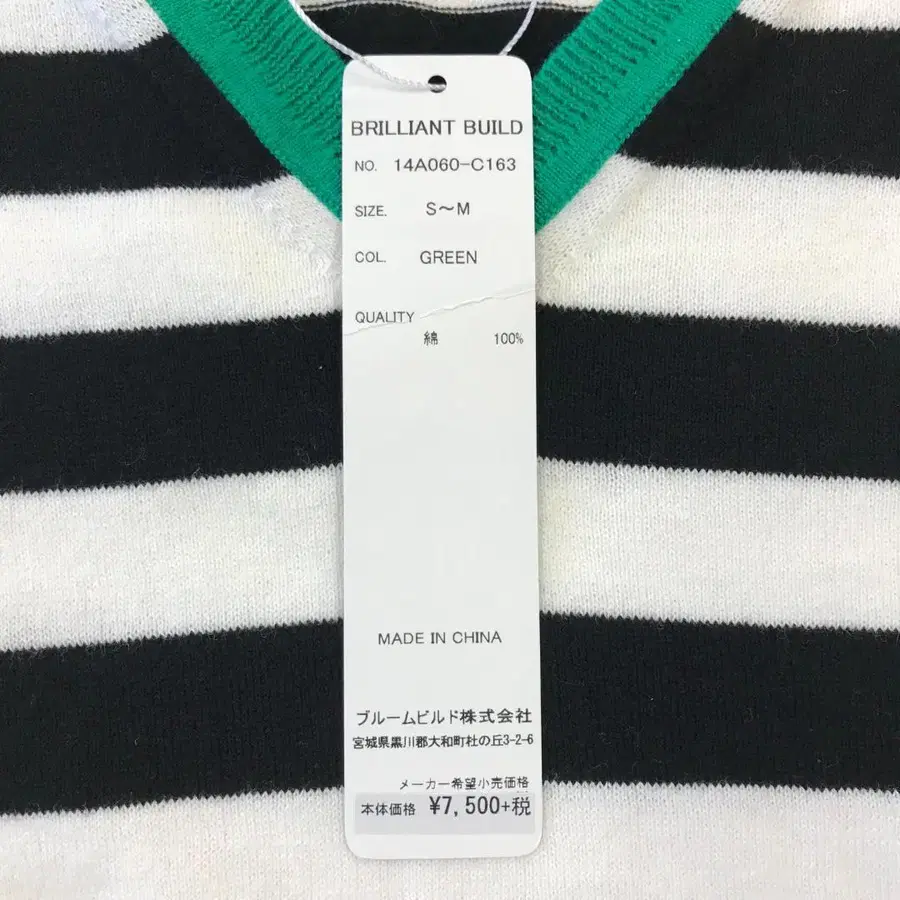 BRILLIANT BUILD
NO. 14A060-C163
SIZE. S～M
COL. GREEN
QUALITY
綿 100%
MADE IN CHINA
ブルームビルド株式会社
宮城県黒川郡大和町杜の丘3-2-6
メーカー希望小売価格
本体価格 ¥7,500+税